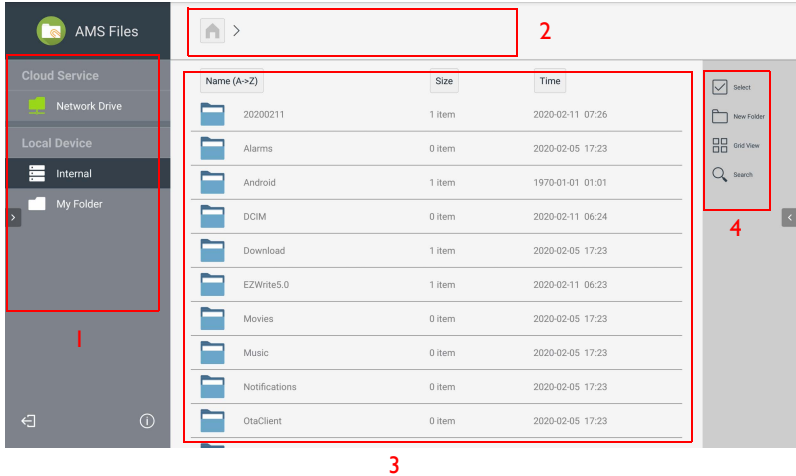 AMS Files
2
Cloud Service
Network Drive
Local Device
Internal
My Folder
1
Name (A->Z) Size Time
20200211 1 item 2020-02-11 07:26
Alarms 0 item 2020-02-05 17:23
Android 1 item 1970-01-01 01:01
DCIM 0 item 2020-02-11 06:24
Download 1 item 2020-02-05 17:23
EZWrite5.0 1 item 2020-02-11 06:23
Movies 0 item 2020-02-05 17:23
Music 0 item 2020-02-05 17:23
Notifications 0 item 2020-02-05 17:23
OtaClient 0 item 2020-02-05 17:23
3
Select
New Folder
Grid View
Search
4